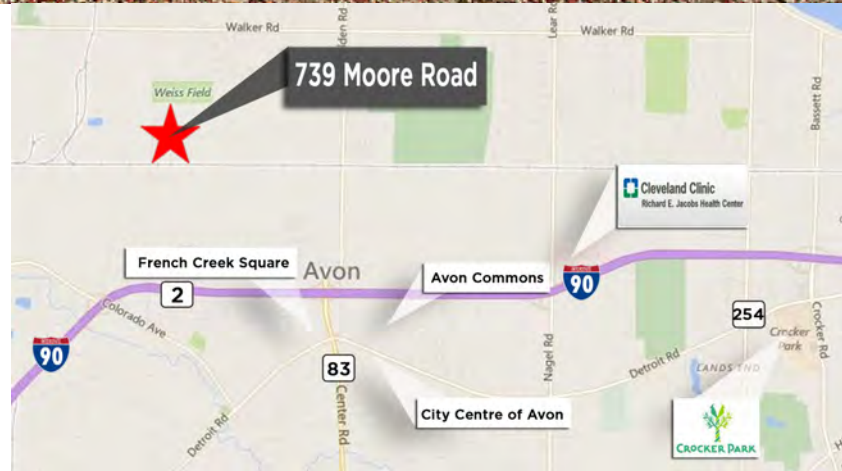 Walker Rd
Lear Rd
Walker Rd
739 Moore Road
Weiss Field
Bassett Rd
Cleveland Clinic
Richard E. Jacobs Health Center
French Creek Square
Avon
Avon Commons
2
90
Colorado Ave
90
254
Crocker Park
Crocker Rd
83
Nagel Rd
Detroit Rd
LANDS END
Center Rd
City Centre of Avon
Detroit Rd
CROCKER PARK